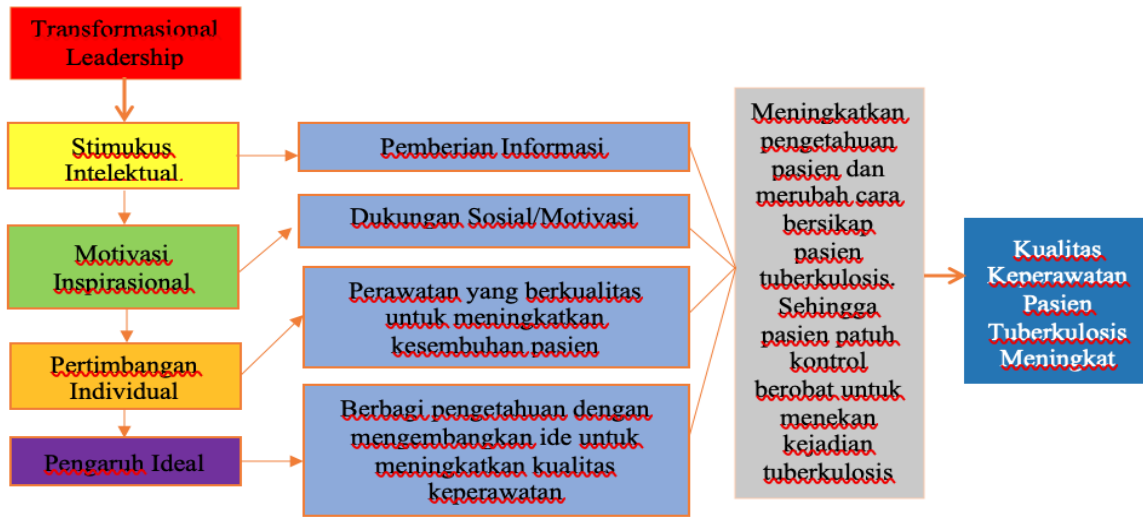 Transformasional
Leadership
Stimukus
Intelektual.
Pemberian Informasi
Motivasi
Inspirasional
Dukungan Sosial/Motivasi
Pertimbangan
Individual
Perawatan yang berkualitas
untuk meningkatkan
kesembuhan pasien
Pengaruh Ideal
Berbagi pengetahuan dengan
mengembangkan ide untuk
meningkatkan kualitas
keperawatan
Meningkatkan
pengetahuan
pasien dan
merubah cara
bersikap
pasien
tuberkulosis.
Sehingga
pasien patuh
kontrol
berobat untuk
menekan
kejadian
tuberkulosis
Kualitas
Keperawatan
Pasien
Tuberkulosis
Meningkat